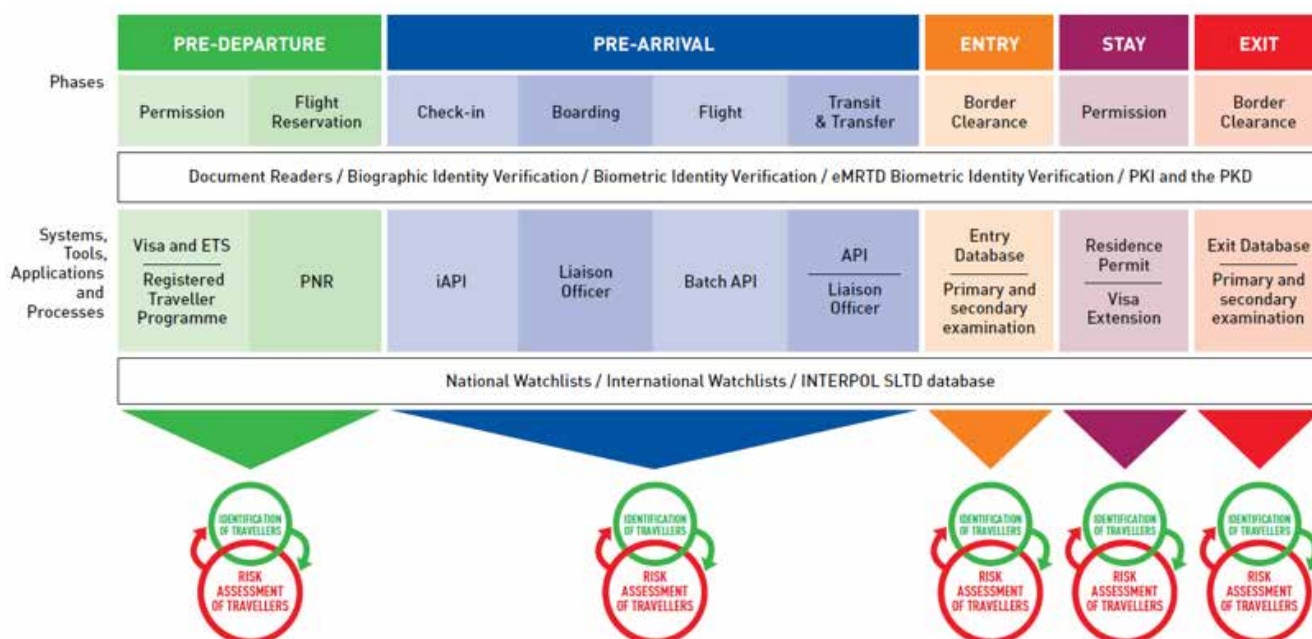 PRE-DEPARTURE
PRE-ARRIVAL
ENTRY
STAY
EXIT
Phases
Permission
Flight
Reservation
Check-in
Boarding
Flight
Transit
& Transfer
Border
Clearance
Permission
Border
Clearance
Document Readers / Biographic Identity Verification / Biometric Identity Verification / eMRTD Biometric Identity Verification / PKI and the PKD
Systems,
Tools,
Applications
and
Processes
Visa and ETS
Registered
Traveller
Programme
PNR
iAPI
Liaison
Officer
Batch API
API
Liaison
Officer
Entry
Database
Primary and
secondary
examination
Residence
Permit
Visa
Extension
Exit Database
Primary and
secondary
examination
National Watchlists / International Watchlists / INTERPOL SLTD database
IDENTIFICATION
OF TRAVELLERS
RISK
ASSESSMENT
OF TRAVELLERS
IDENTIFICATION
OF TRAVELLERS
RISK
ASSESSMENT
OF TRAVELLERS
IDENTIFICATION
OF TRAVELLERS
RISK
ASSESSMENT
OF TRAVELLERS
IDENTIFICATION
OF TRAVELLERS
RISK
ASSESSMENT
OF TRAVELLERS
IDENTIFICATION
OF TRAVELLERS
RISK
ASSESSMENT
OF TRAVELLERS